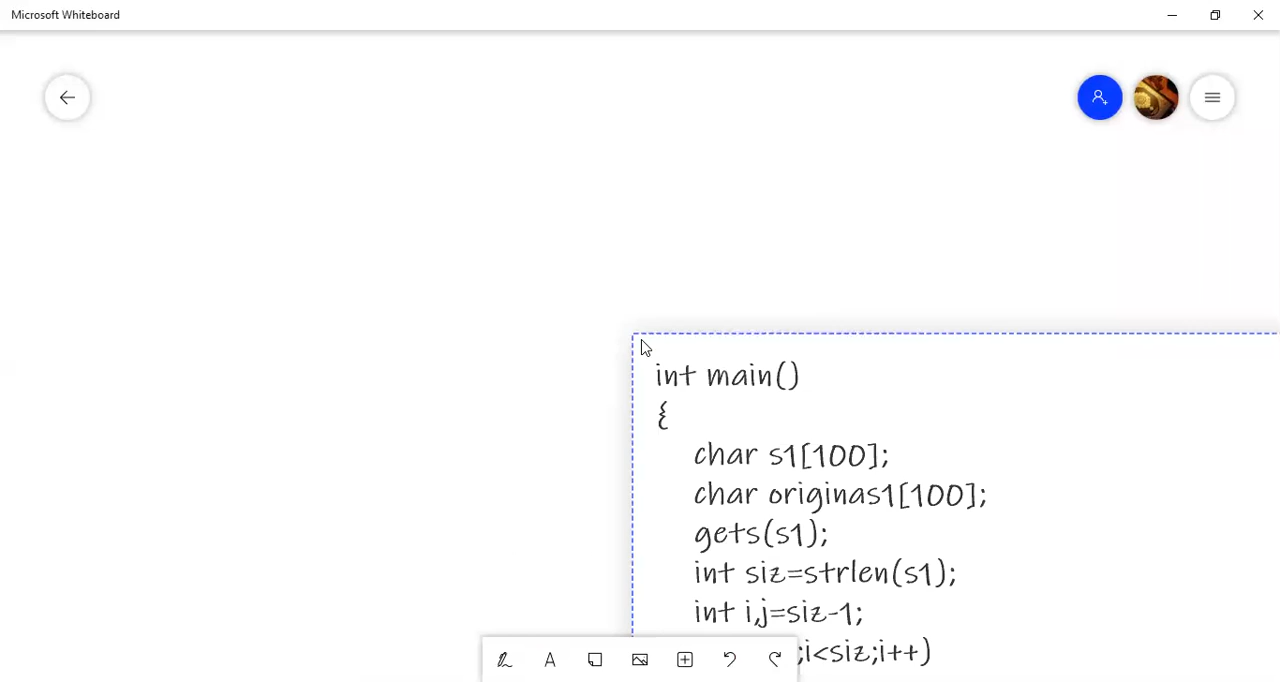 Microsoft Whiteboard
int main()
{
char s1[100];
char originas1[100];
gets(s1);
int siz=strlen(s1);
int i,j=siz-1;
;i<siz;i++)